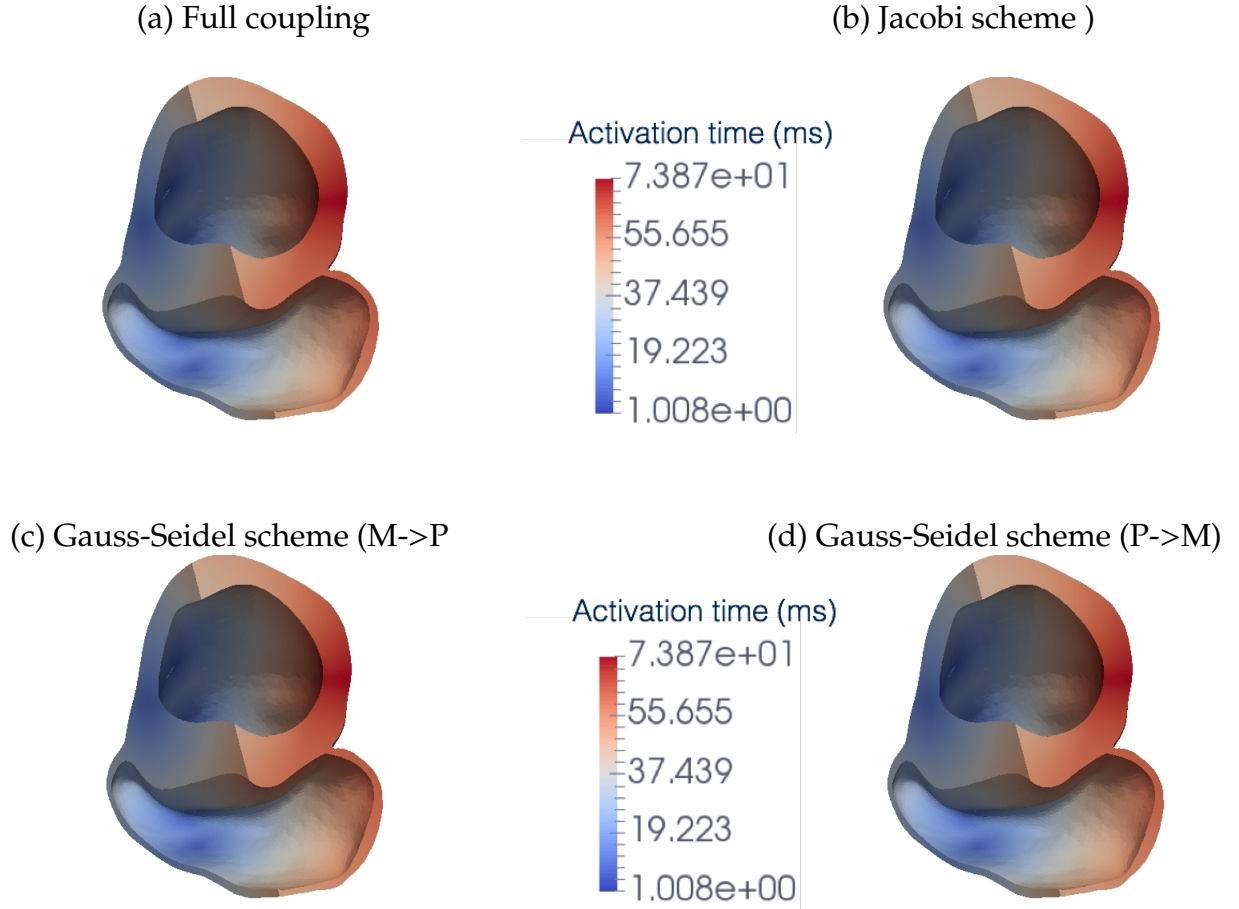 (a) Full coupling
(b) Jacobi scheme )
Activation time (ms)
7.387e+01
55.655
37.439
19.223
1.008e+00
(c) Gauss-Seidel scheme (M->P
(d) Gauss-Seidel scheme (P->M)
Activation time (ms)
7.387e+01
55.655
37.439
19.223
1.008e+00